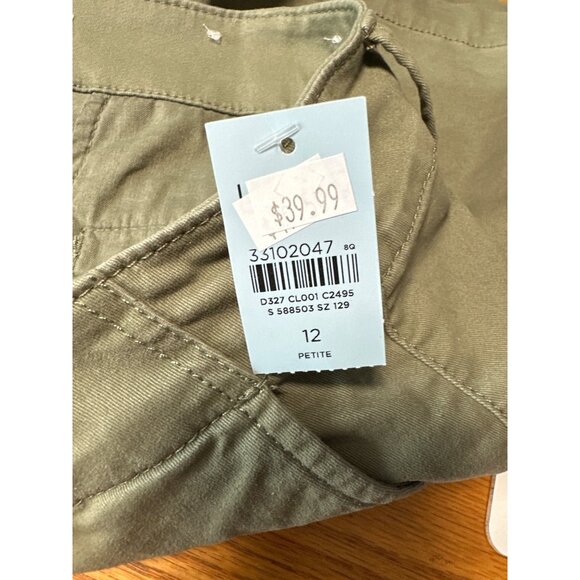 $39.99
33102047 8Q
D327 CL001 C2495
S 588503 SZ 129
12
PETITE